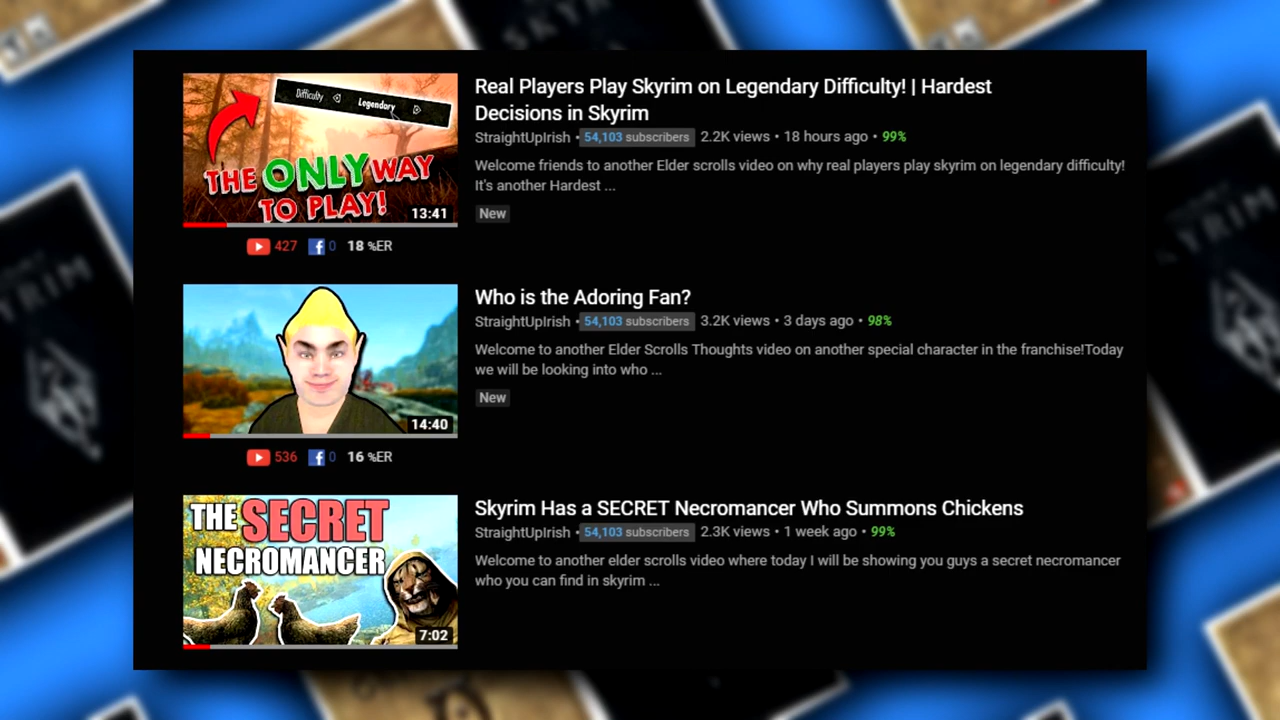 Real Players Play Skyrim on Legendary Difficulty! | Hardest
Decisions in Skyrim
StraightUpIrish • 54,103 subscribers 2.2K views • 18 hours ago • 99%
Welcome friends to another Elder scrolls video on why real players play skyrim on legendary difficulty!
It's another Hardest ...
New
Difficulty Legendary
THE ONLY WAY
TO PLAY!
13:41
427 0 18 %ER
Who is the Adoring Fan?
StraightUpIrish • 54,103 subscribers 3.2K views • 3 days ago • 98%
Welcome to another Elder Scrolls Thoughts video on another special character in the franchise!Today
we will be looking into who ...
New
14:40
536 0 16 %ER
Skyrim Has a SECRET Necromancer Who Summons Chickens
StraightUpIrish • 54,103 subscribers 2.3K views • 1 week ago • 99%
Welcome to another elder scrolls video where today I will be showing you guys a secret necromancer
who you can find in skyrim ...
THE SECRET
NECROMANCER
7:02